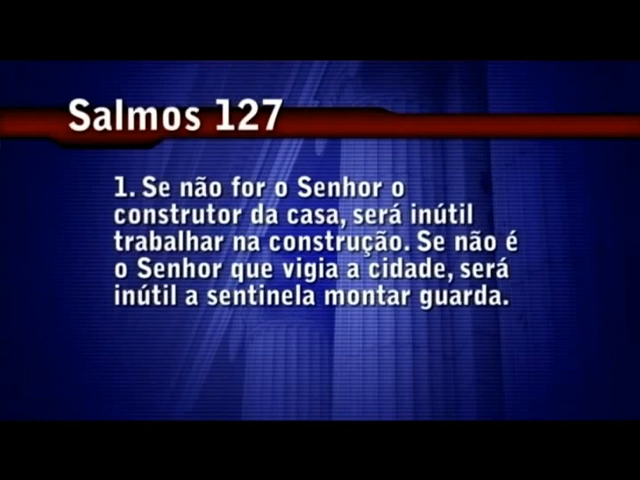 Salmos 127
1. Se não for o Senhor o
construtor da casa, será inútil
trabalhar na construção. Se não é
o Senhor que vigia a cidade, será
inútil a sentinela montar guarda.